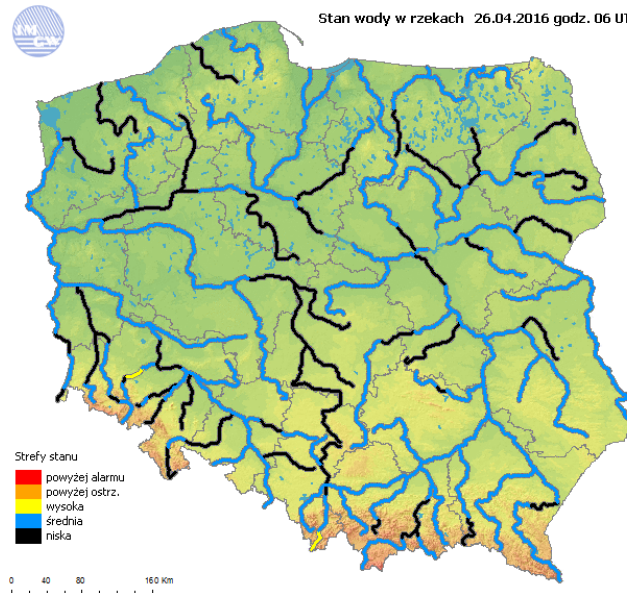 IMGW
Stan wody w rzekach 26.04.2016 godz. 06 UT
Strefy stanu
powyżej alarmu
powyżej ostrz.
wysoka
średnia
niska
0 40 80 160 Km